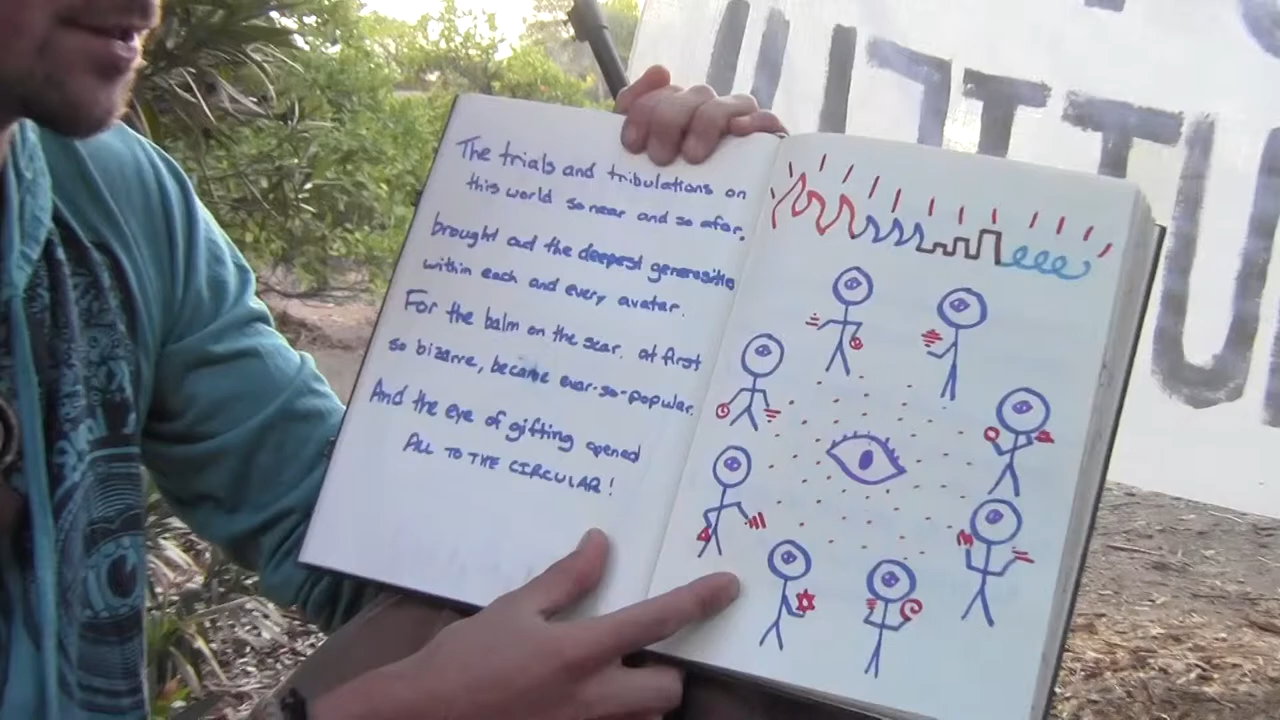 The trials and tribulations on
this world so near and so afar,
brought out the deepest generosities
within each and every avatar.
For the balm on the scar, at first
so bizarre, became ever-so-popular.
And the eye of gifting opened
ALL TO THE CIRCULAR!